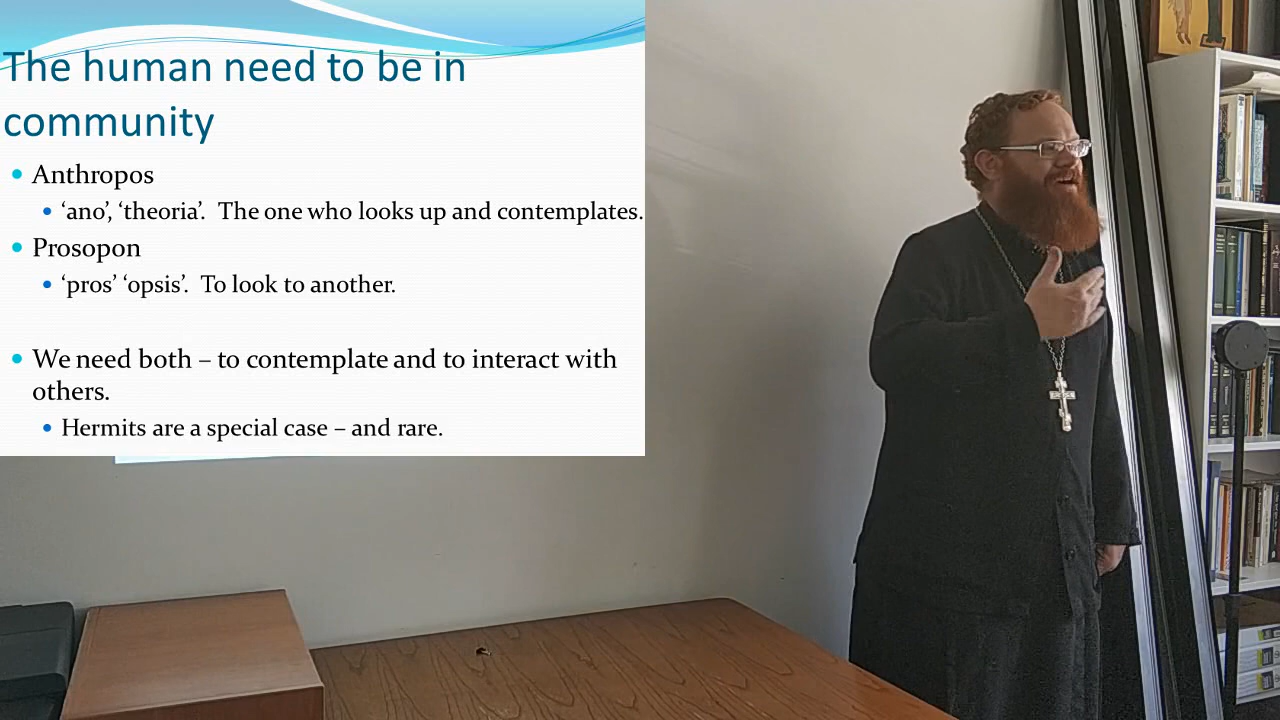 The human need to be in
community
Anthropos
‘ano’, ‘theoria’. The one who looks up and contemplates.
Prosopon
‘pros’ ‘opsis’. To look to another.
We need both – to contemplate and to interact with
others.
Hermits are a special case – and rare.